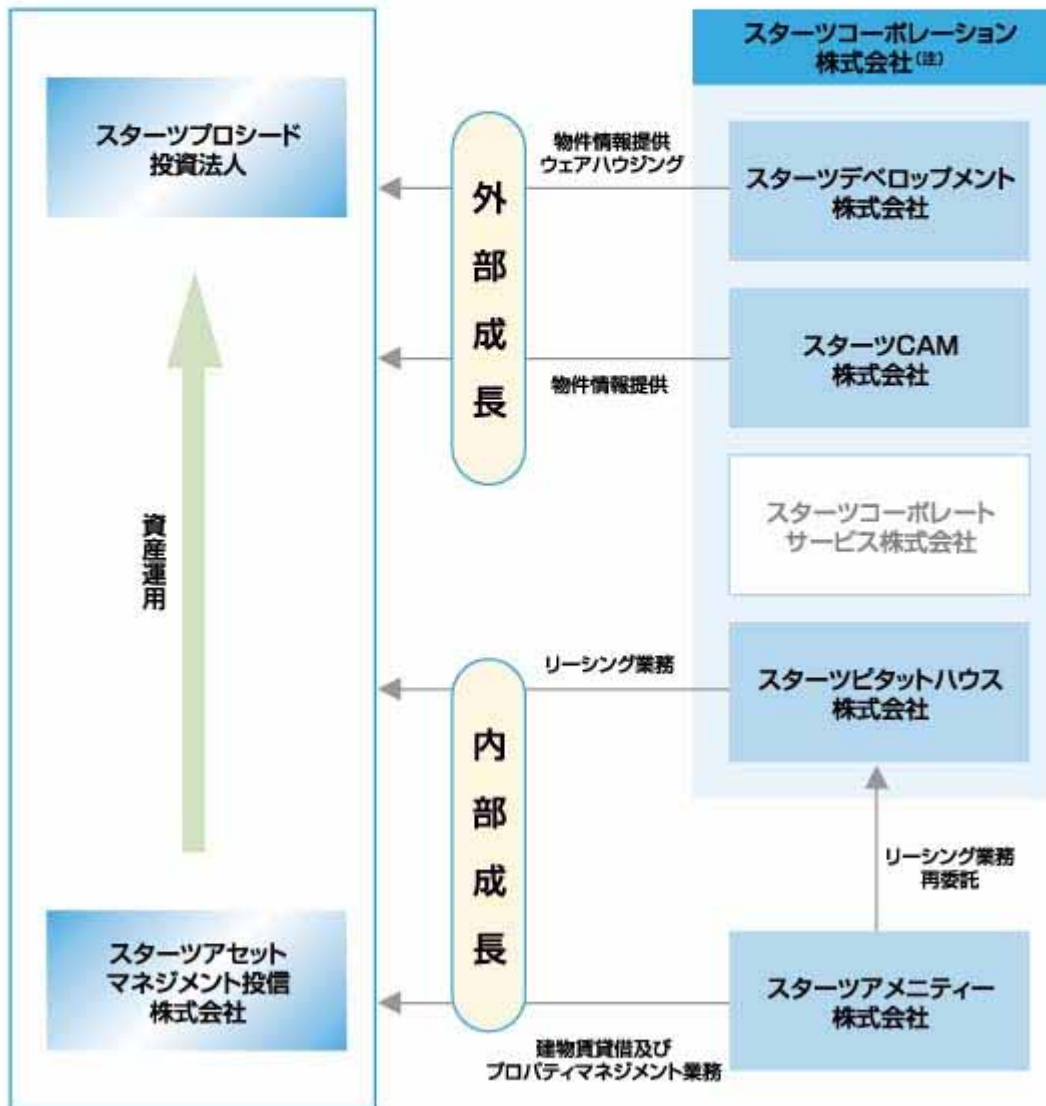 スターツプロシード
投資法人
資産運用
スターツアセット
マネジメント投信
株式会社
外部成長
内部成長
物件情報提供
ウェアハウジング
物件情報提供
リーシング業務
建物賃貸借及び
プロパティマネジメント業務
スターツコーポレーション
株式会社(注)
スターツデベロップメント
株式会社
スターツCAM
株式会社
スターツコーポレート
サービス株式会社
スターツピタットハウス
株式会社
リーシング業務
再委託
スターツアメニティー
株式会社